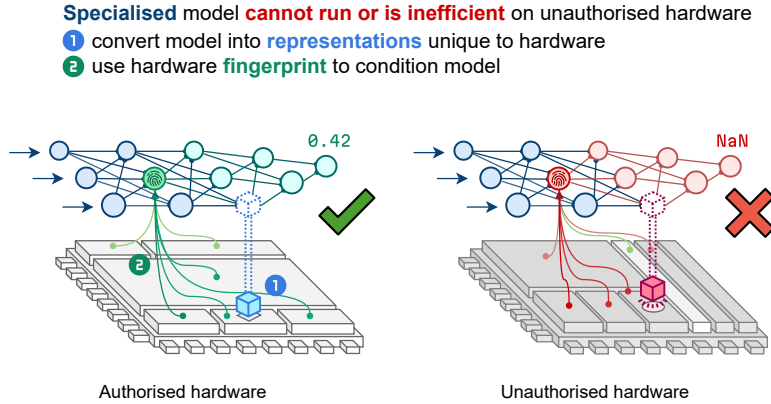 Specialised model cannot run or is inefficient on unauthorised hardware
1 convert model into representations unique to hardware
2 use hardware fingerprint to condition model
0.42
NaN
2
1
Authorised hardware
Unauthorised hardware